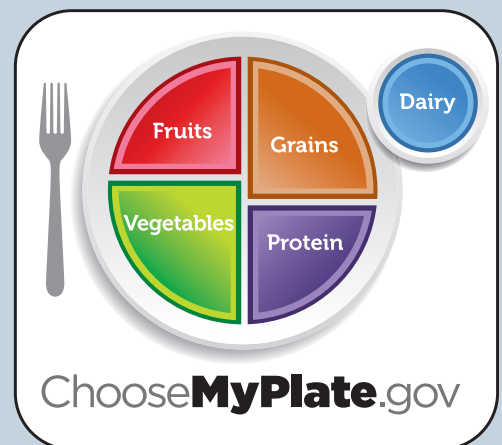 Dairy
Fruits
Grains
Vegetables
Protein
ChooseMyPlate.gov